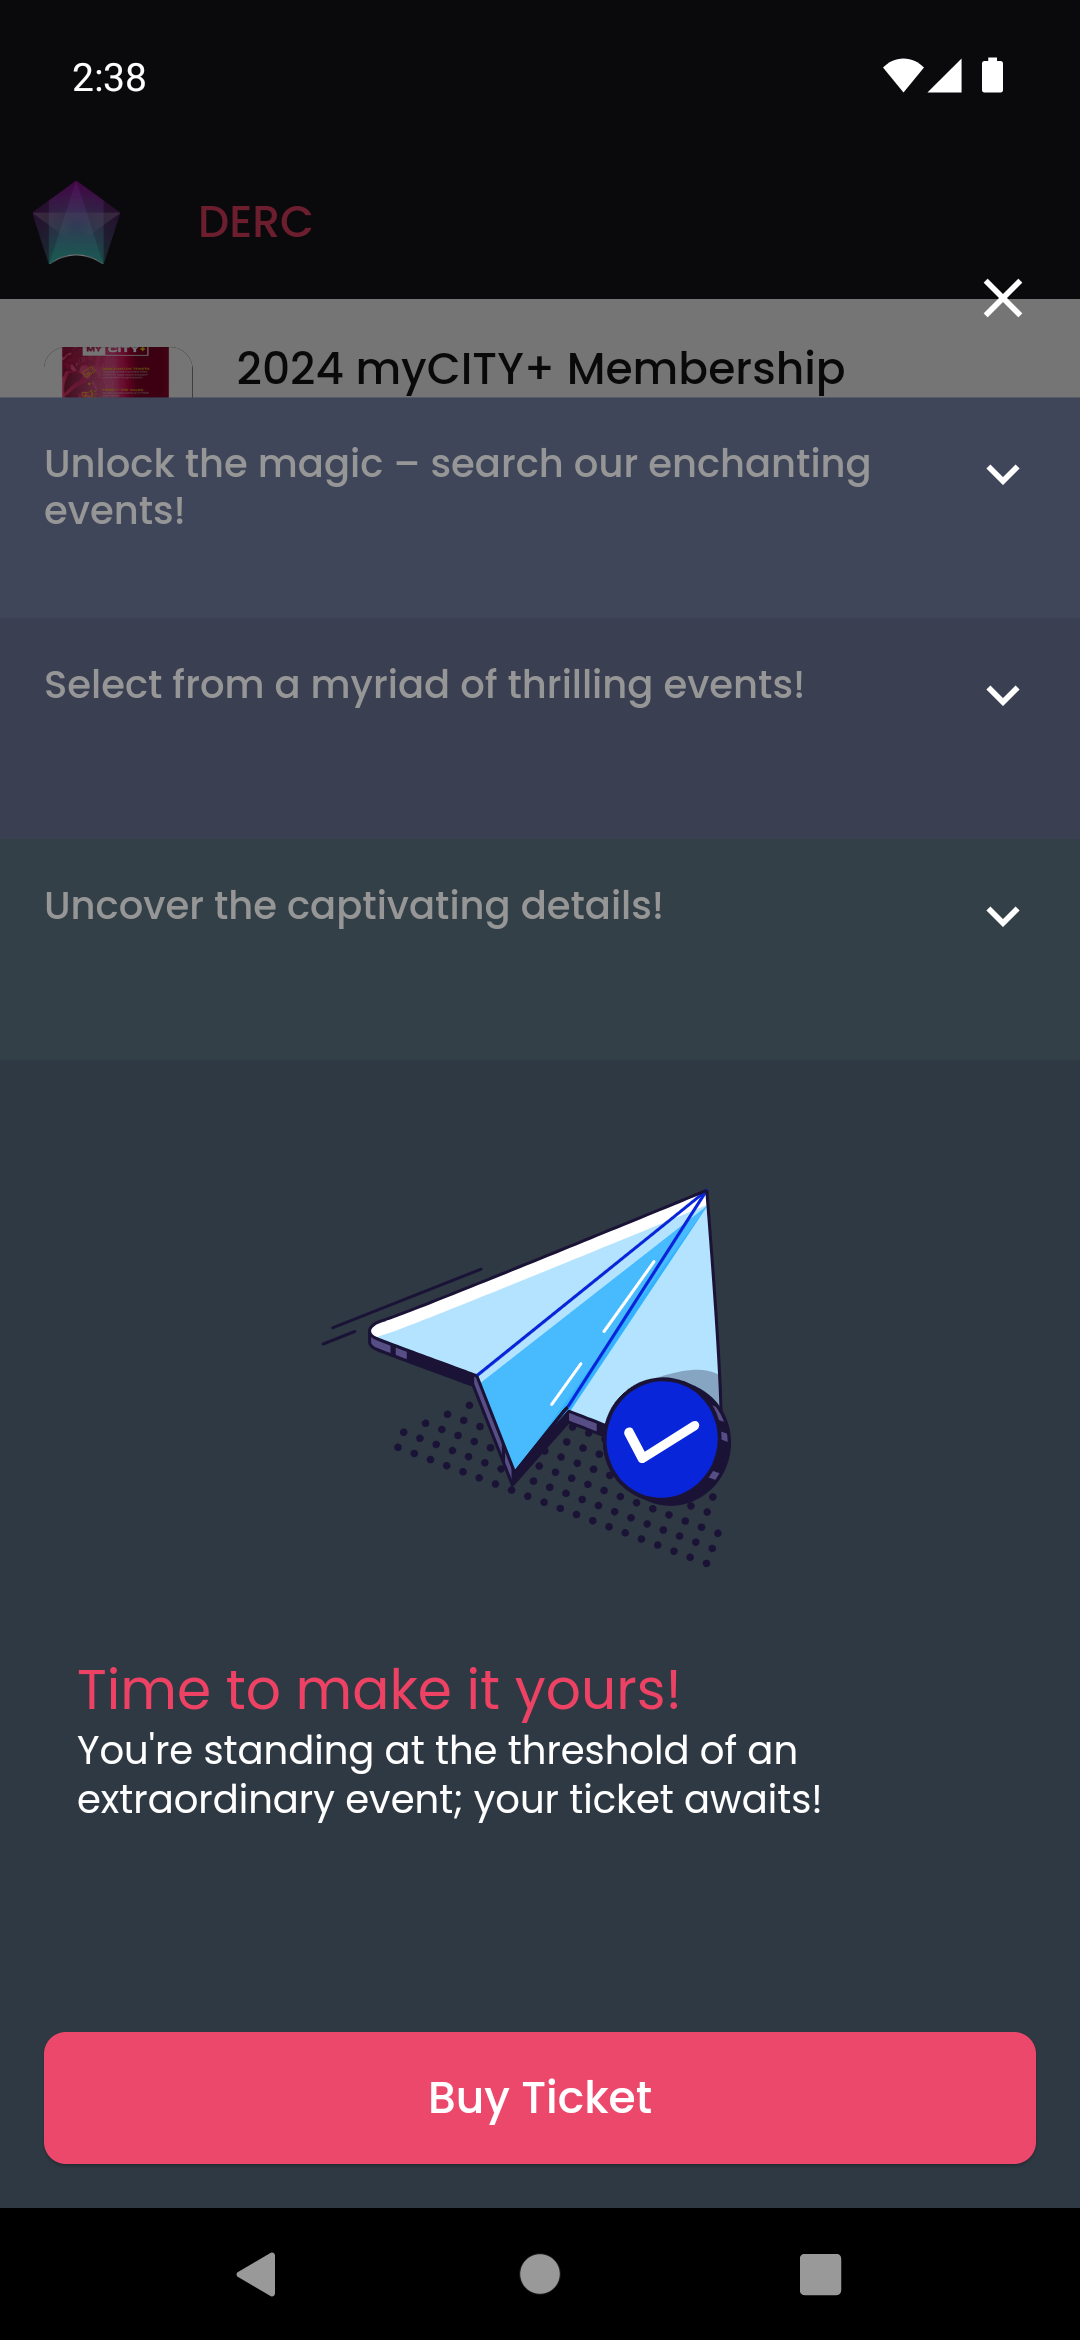 2:38
DERC
2024 myCITY+ Membership
MY CITY+
Unlock the magic – search our enchanting
events!
Select from a myriad of thrilling events!
Uncover the captivating details!
Time to make it yours!
You're standing at the threshold of an
extraordinary event; your ticket awaits!
Buy Ticket